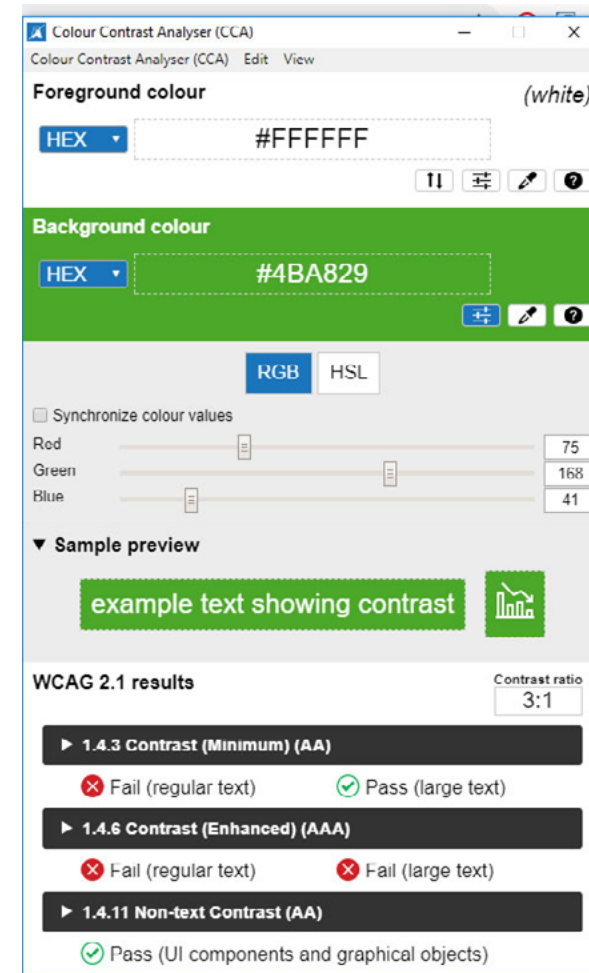 Colour Contrast Analyser (CCA)
Colour Contrast Analyser (CCA) Edit View
Foreground colour (white)
HEX #FFFFFF
Background colour
HEX #4BA829
RGB HSL
Synchronize colour values
Red 75
Green 168
Blue 41
▼ Sample preview
example text showing contrast
WCAG 2.1 results Contrast ratio
3:1
▶ 1.4.3 Contrast (Minimum) (AA)
Fail (regular text) Pass (large text)
▶ 1.4.6 Contrast (Enhanced) (AAA)
Fail (regular text) Fail (large text)
▶ 1.4.11 Non-text Contrast (AA)
Pass (UI components and graphical objects)